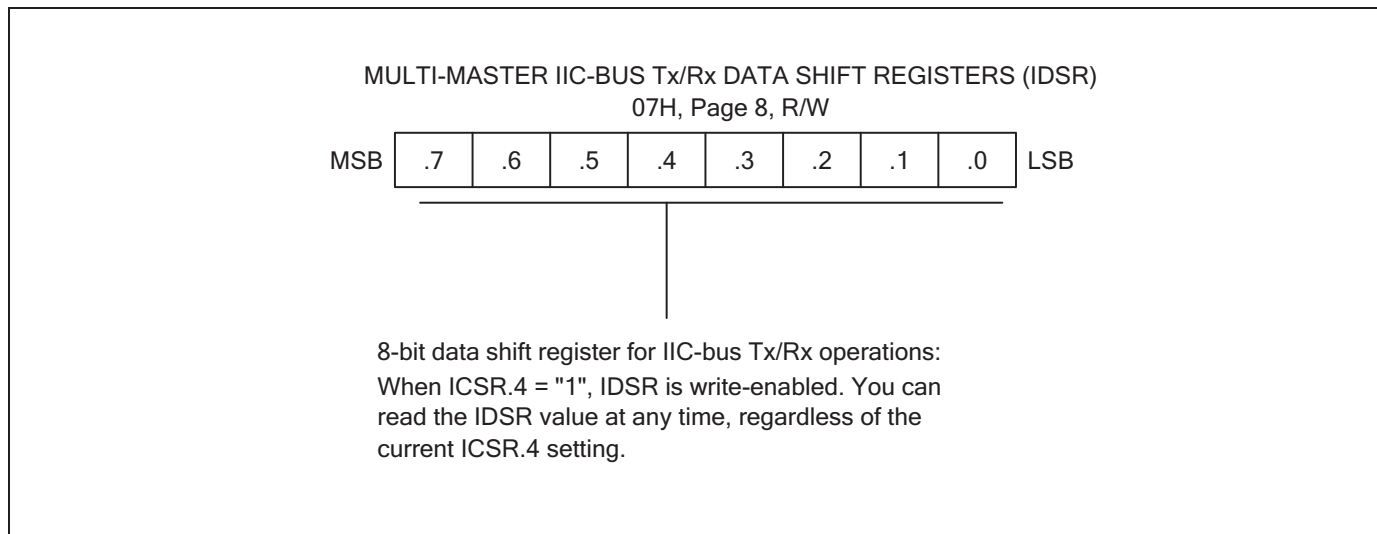 MULTI-MASTER IIC-BUS Tx/Rx DATA SHIFT REGISTERS (IDSR)
07H, Page 8, R/W
MSB .7 .6 .5 .4 .3 .2 .1 .0 LSB
8-bit data shift register for IIC-bus Tx/Rx operations:
When ICSR.4 = "1", IDSR is write-enabled. You can
read the IDSR value at any time, regardless of the
current ICSR.4 setting.